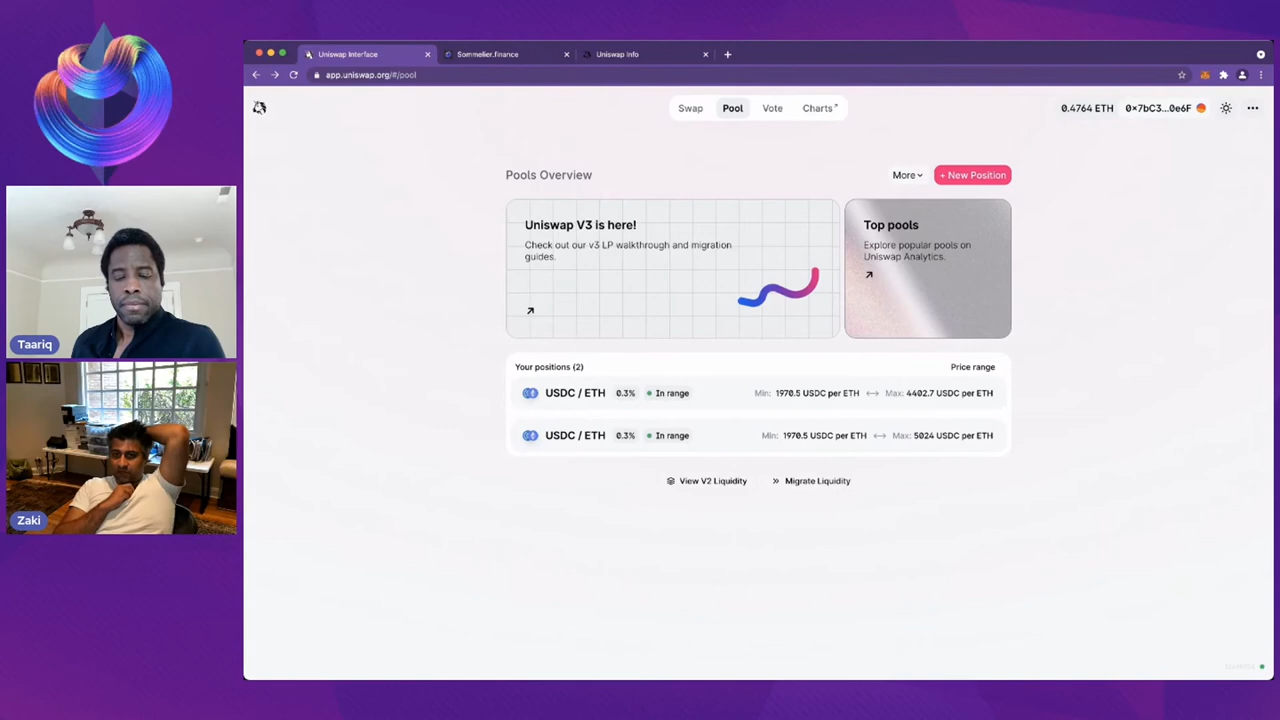 Uniswap Interface
Sommelier.finance
Uniswap Info
app.uniswap.org/#/pool
Swap
Pool
Vote
Charts
0.4764 ETH
0x7bC3...0e6F
Pools Overview
More
+ New Position
Uniswap V3 is here!
Check out our v3 LP walkthrough and migration
guides.
Top pools
Explore popular pools on
Uniswap Analytics.
Your positions (2)
Price range
USDC / ETH 0.3% In range Min: 1970.5 USDC per ETH Max: 4402.7 USDC per ETH
USDC / ETH 0.3% In range Min: 1970.5 USDC per ETH Max: 5024 USDC per ETH
View V2 Liquidity
Migrate Liquidity
Taariq
Zaki